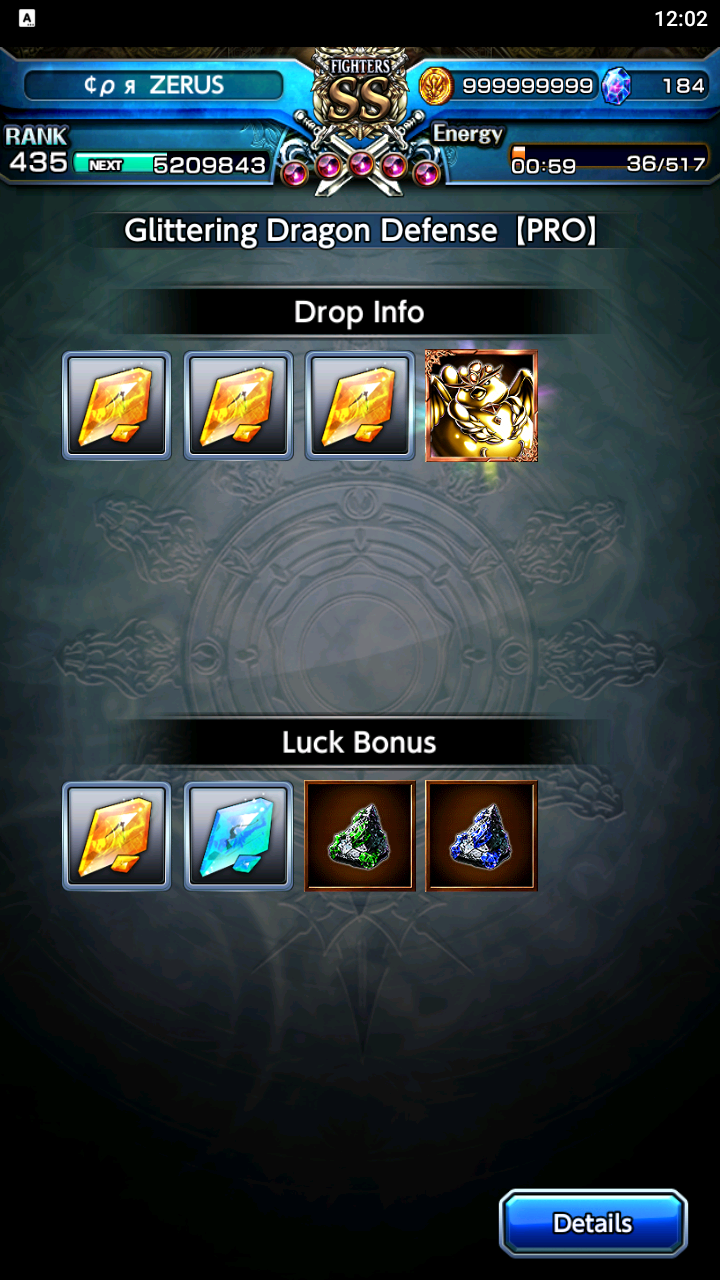 A
12:02
¢ρя ZERUS
FIGHTERS
SS
999999999
184
RANK
435
NEXT
5209843
Energy
00:59
36/517
Glittering Dragon Defense【PRO】
Drop Info
Luck Bonus
Details